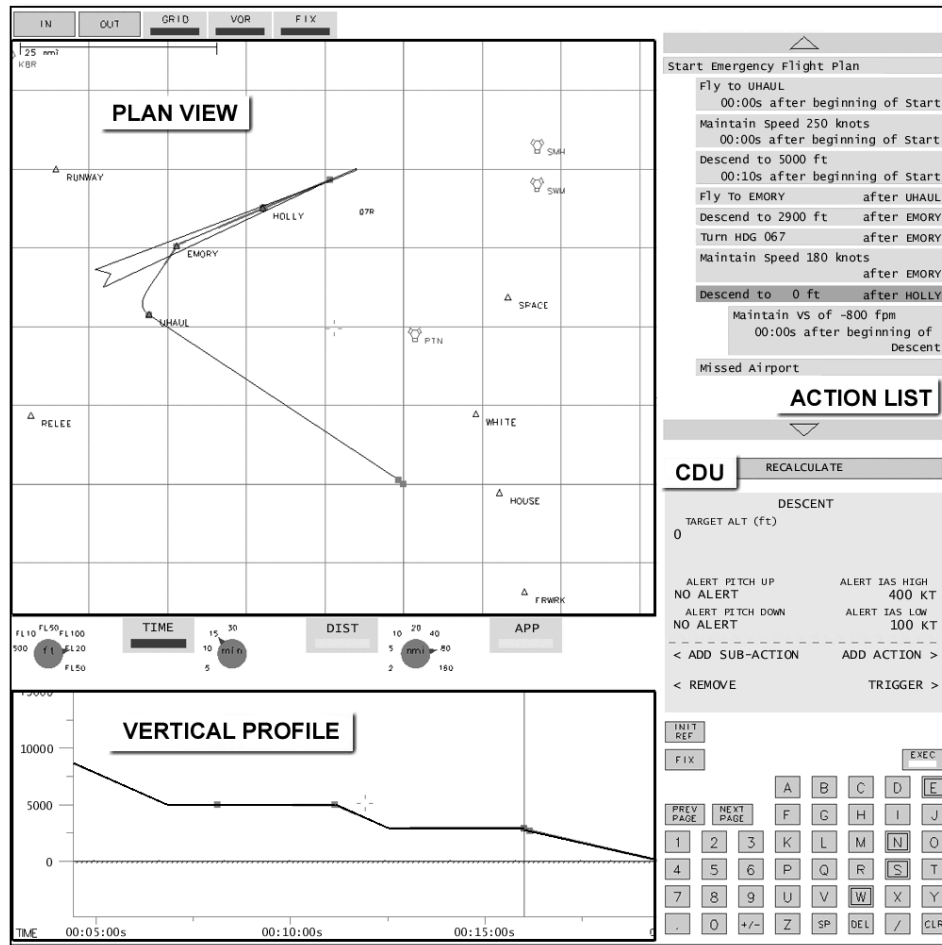 IN OUT GRID VOR FIX
25 nmi
KBR
PLAN VIEW
SMH
SWM
RUNWAY
HOLLY
07R
EMORY
SPACE
UHAUL
PTN
RELEE
WHITE
HOUSE
FRWRK
Start Emergency Flight Plan
Fly to UHAUL
00:00s after beginning of Start
Maintain Speed 250 knots
00:00s after beginning of Start
Descend to 5000 ft
00:10s after beginning of Start
Fly To EMORY after UHAUL
Descend to 2900 ft after EMORY
Turn HDG 067 after EMORY
Maintain Speed 180 knots
after EMORY
Descend to 0 ft after HOLLY
Maintain VS of -800 fpm
00:00s after beginning of
Descent
Missed Airport
ACTION LIST
CDU RECALCULATE
DESCENT
TARGET ALT (ft)
0
ALERT PITCH UP ALERT IAS HIGH
NO ALERT 400 KT
ALERT PITCH DOWN ALERT IAS LOW
NO ALERT 100 KT
< ADD SUB-ACTION ADD ACTION >
< REMOVE TRIGGER >
FL50
FL10 FL100
500 ft FL20
FL50
TIME
30
15
10 min
5
DIST
20
10 40
5 nmi 80
2 160
APP
15000
VERTICAL PROFILE
10000
5000
0
TIME 00:05:00s 00:10:00s 00:15:00s
INIT
REF
FIX EXEC
A B C D E
PREV
PAGE
NEXT
PAGE
F G H I J
1 2 3 K L M N O
4 5 6 P Q R S T
7 8 9 U V W X Y
. 0 +/- Z SP DEL / CLR